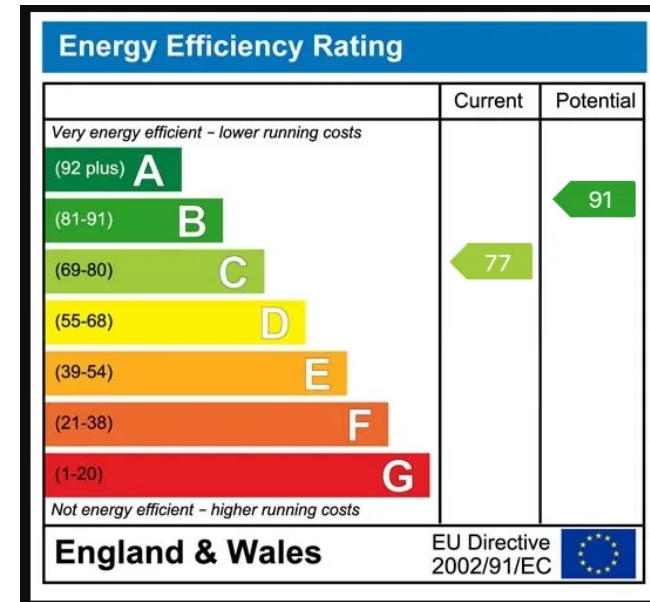 Energy Efficiency Rating
Current Potential
Very energy efficient – lower running costs
(92 plus) A
(81-91) B
91
(69-80) C
77
(55-68) D
(39-54) E
(21-38) F
(1-20) G
Not energy efficient – higher running costs
England & Wales
EU Directive
2002/91/EC